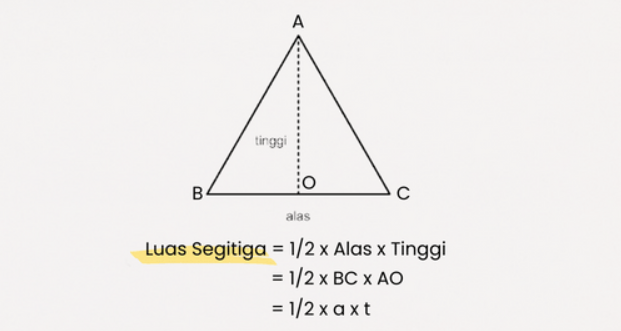 A
tinggi
B
O
C
alas
Luas Segitiga = 1/2 x Alas x Tinggi
= 1/2 x BC x AO
= 1/2 x a x t